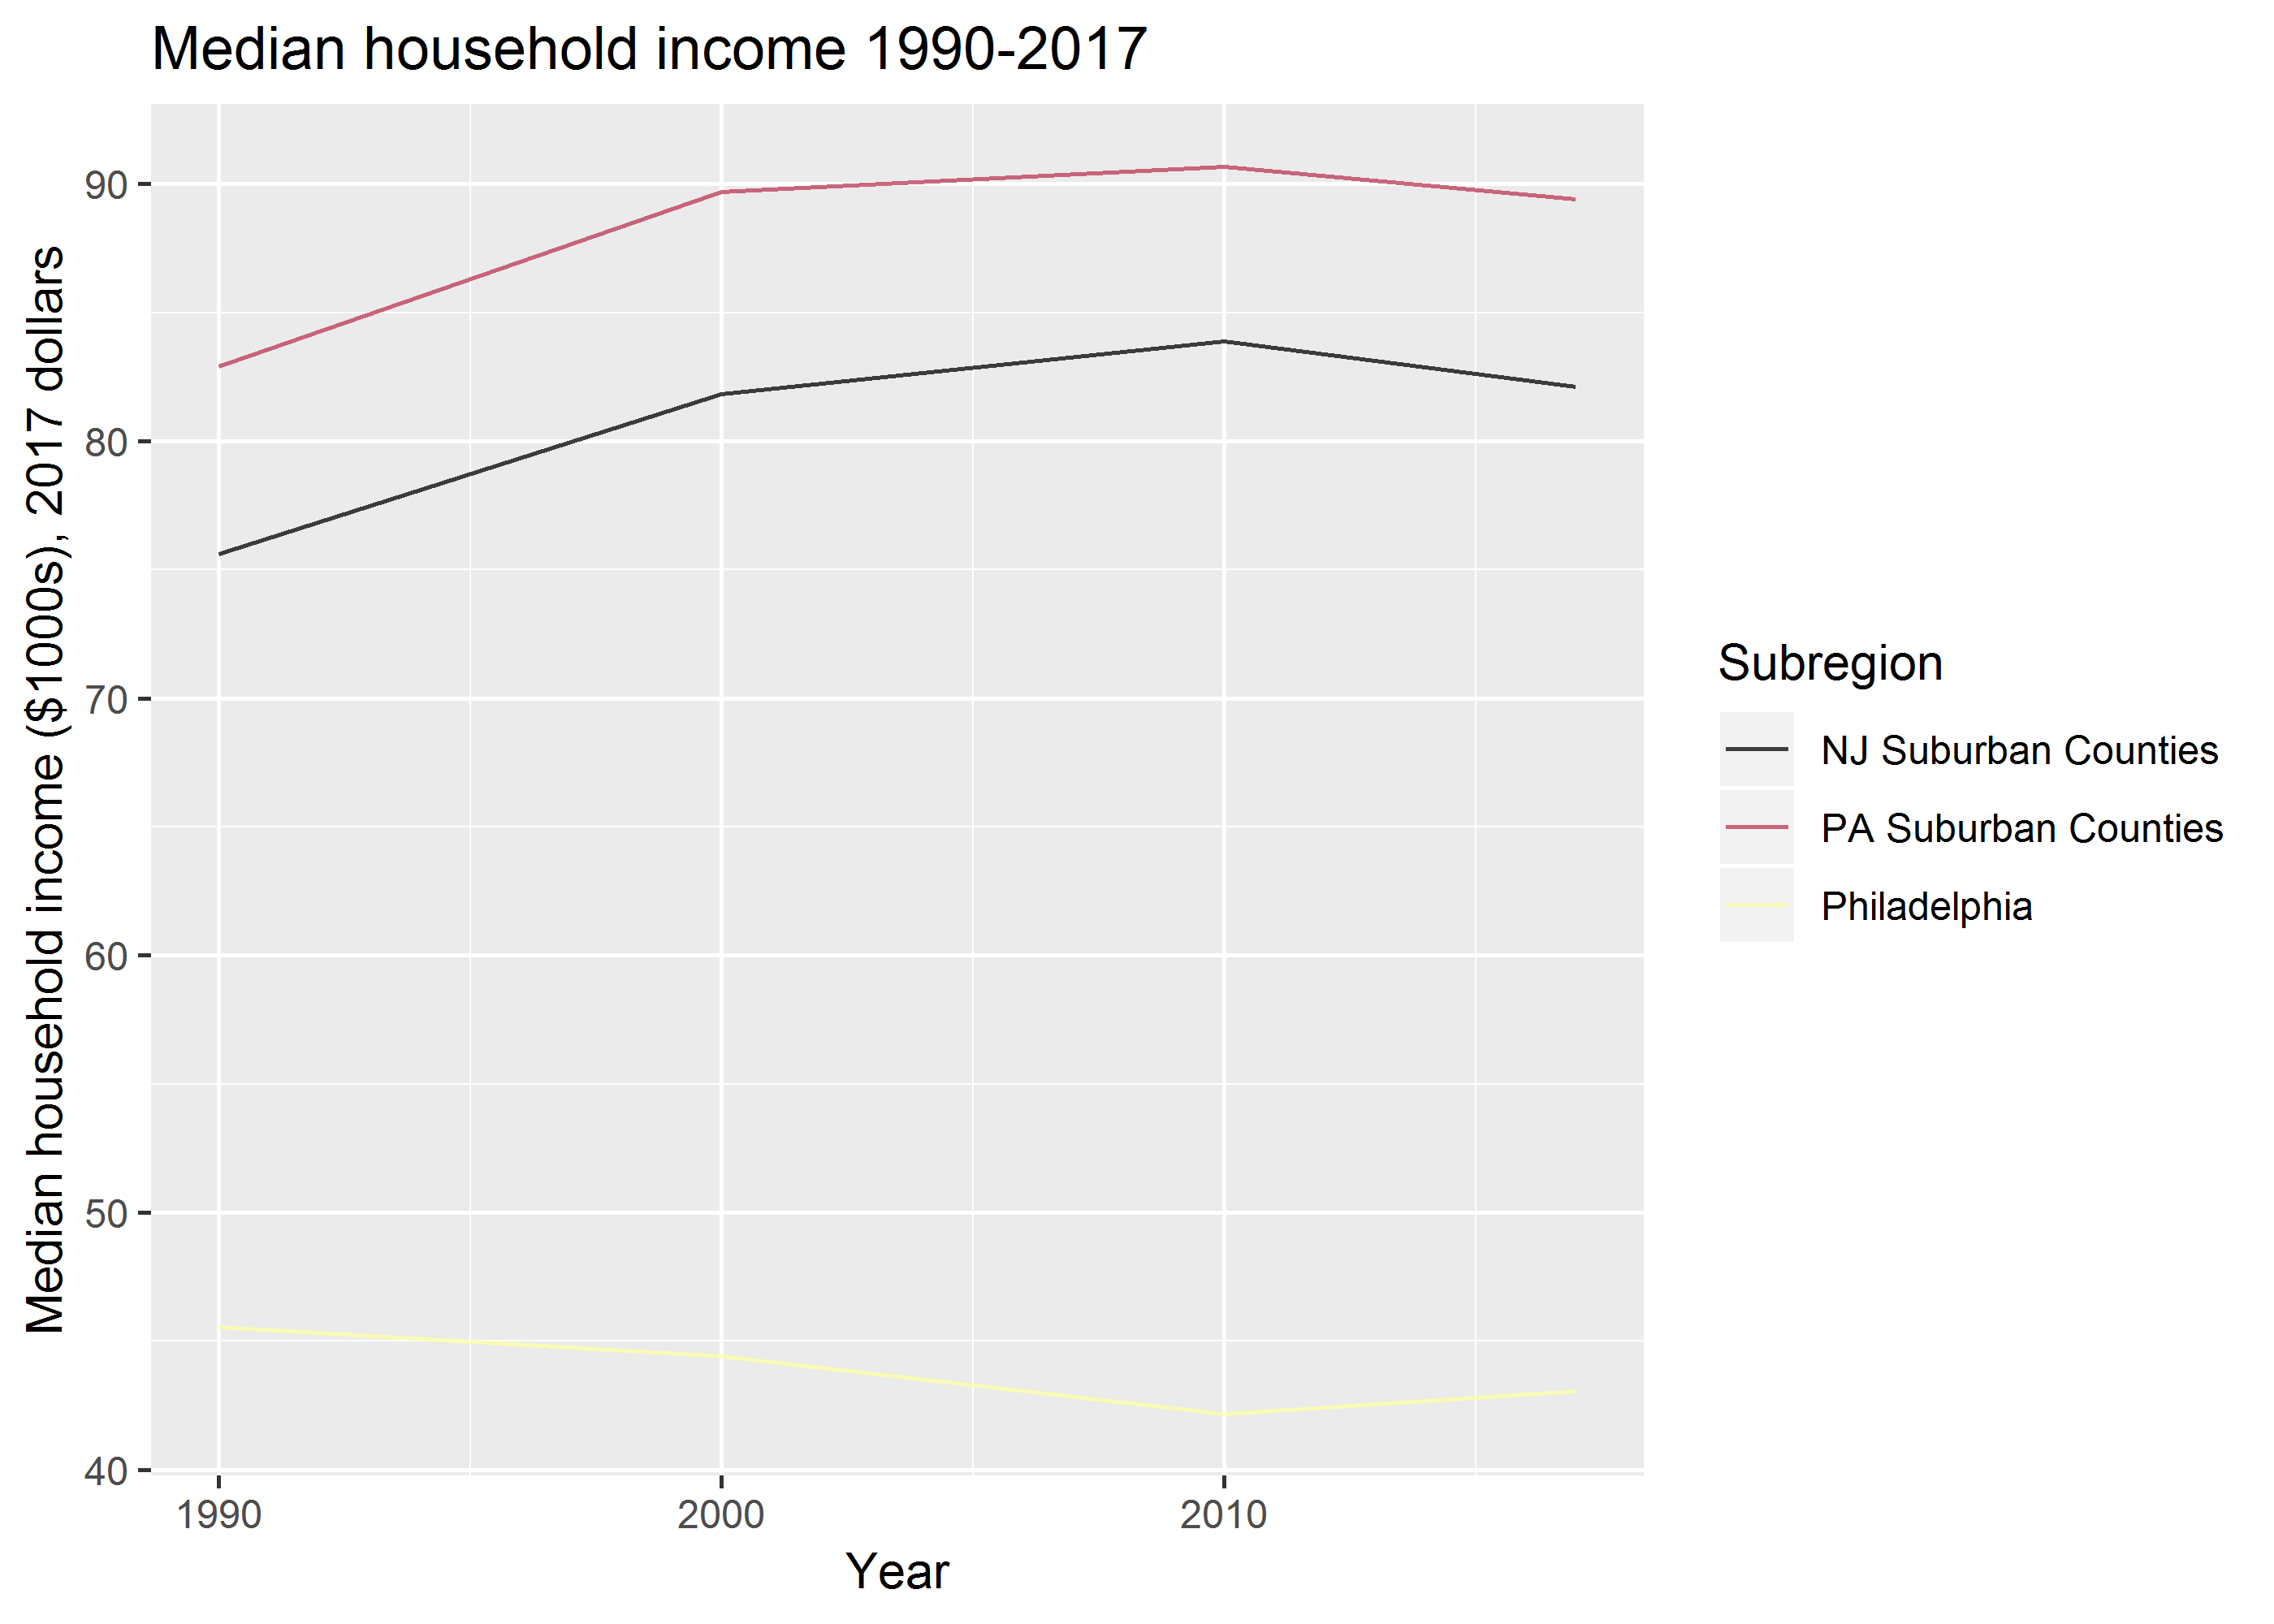 Median household income 1990-2017
Median household income ($1000s), 2017 dollars
90
80
70
60
50
40
1990 2000 2010
Year
Subregion
NJ Suburban Counties
PA Suburban Counties
Philadelphia